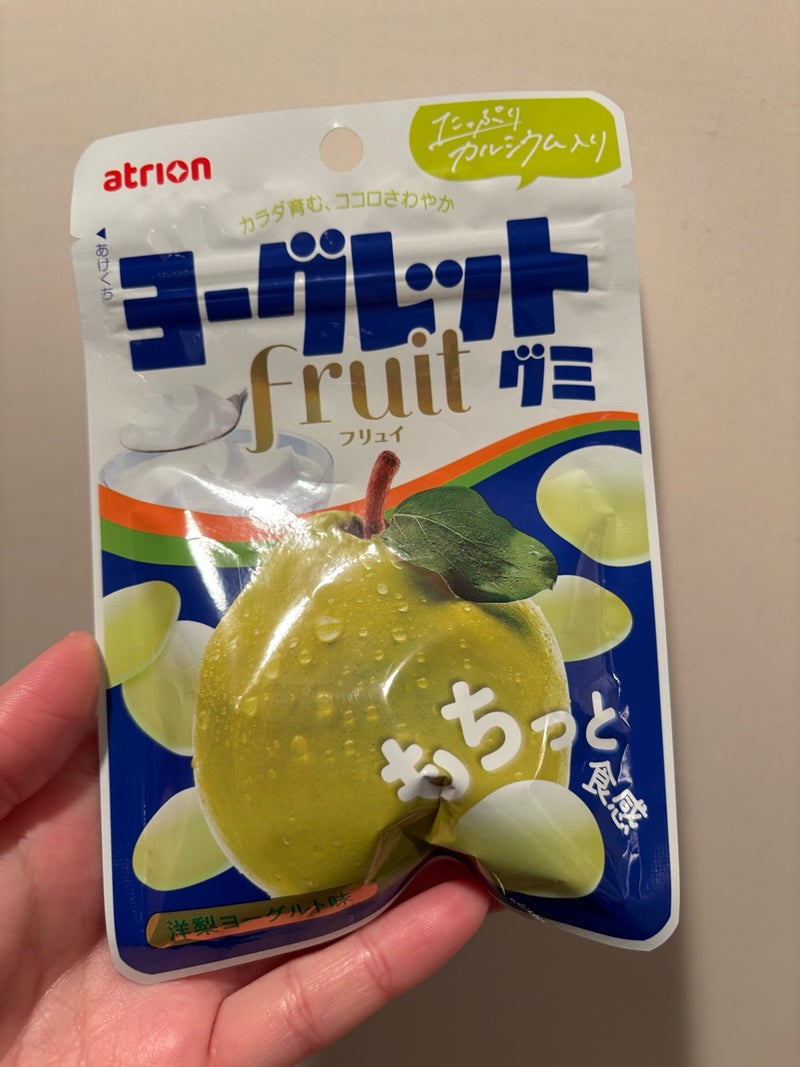 atrion
たっぷり
カルシウム入り
カラダ育む、ココロさわやか
◀あけくち
ヨーグレット
fruit
グミ
フリュイ
もちっと
食感
洋梨ヨーグルト味